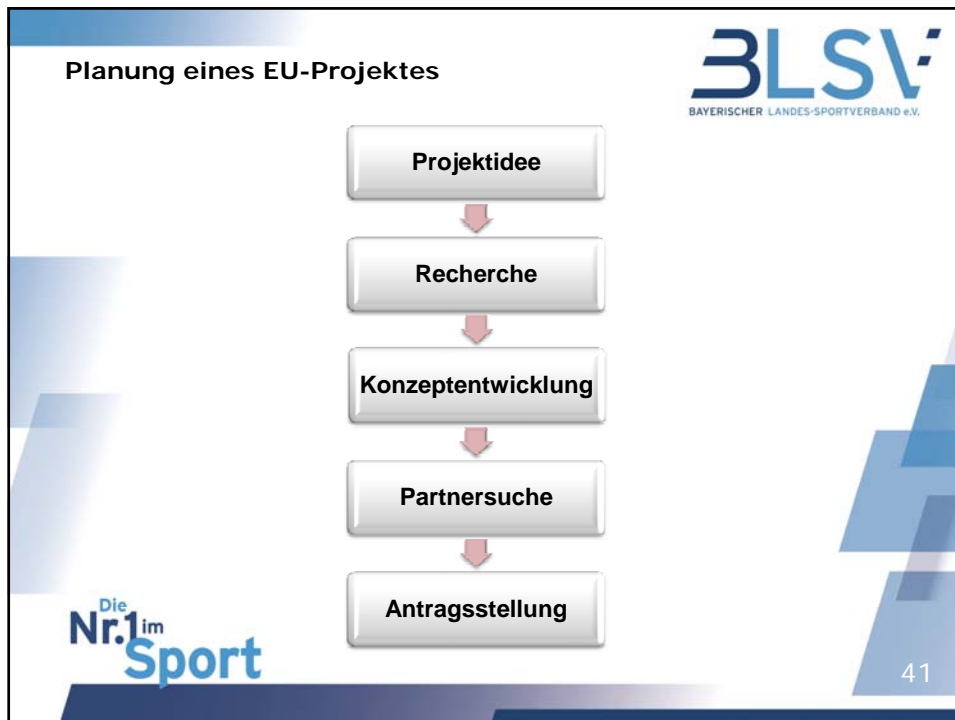 Planung eines EU-Projektes
BLSV
BAYERISCHER LANDES-SPORTVERBAND e.V.
Projektidee
Recherche
Konzeptentwicklung
Partnersuche
Antragsstellung
Die
Nr.1 im
Sport
41